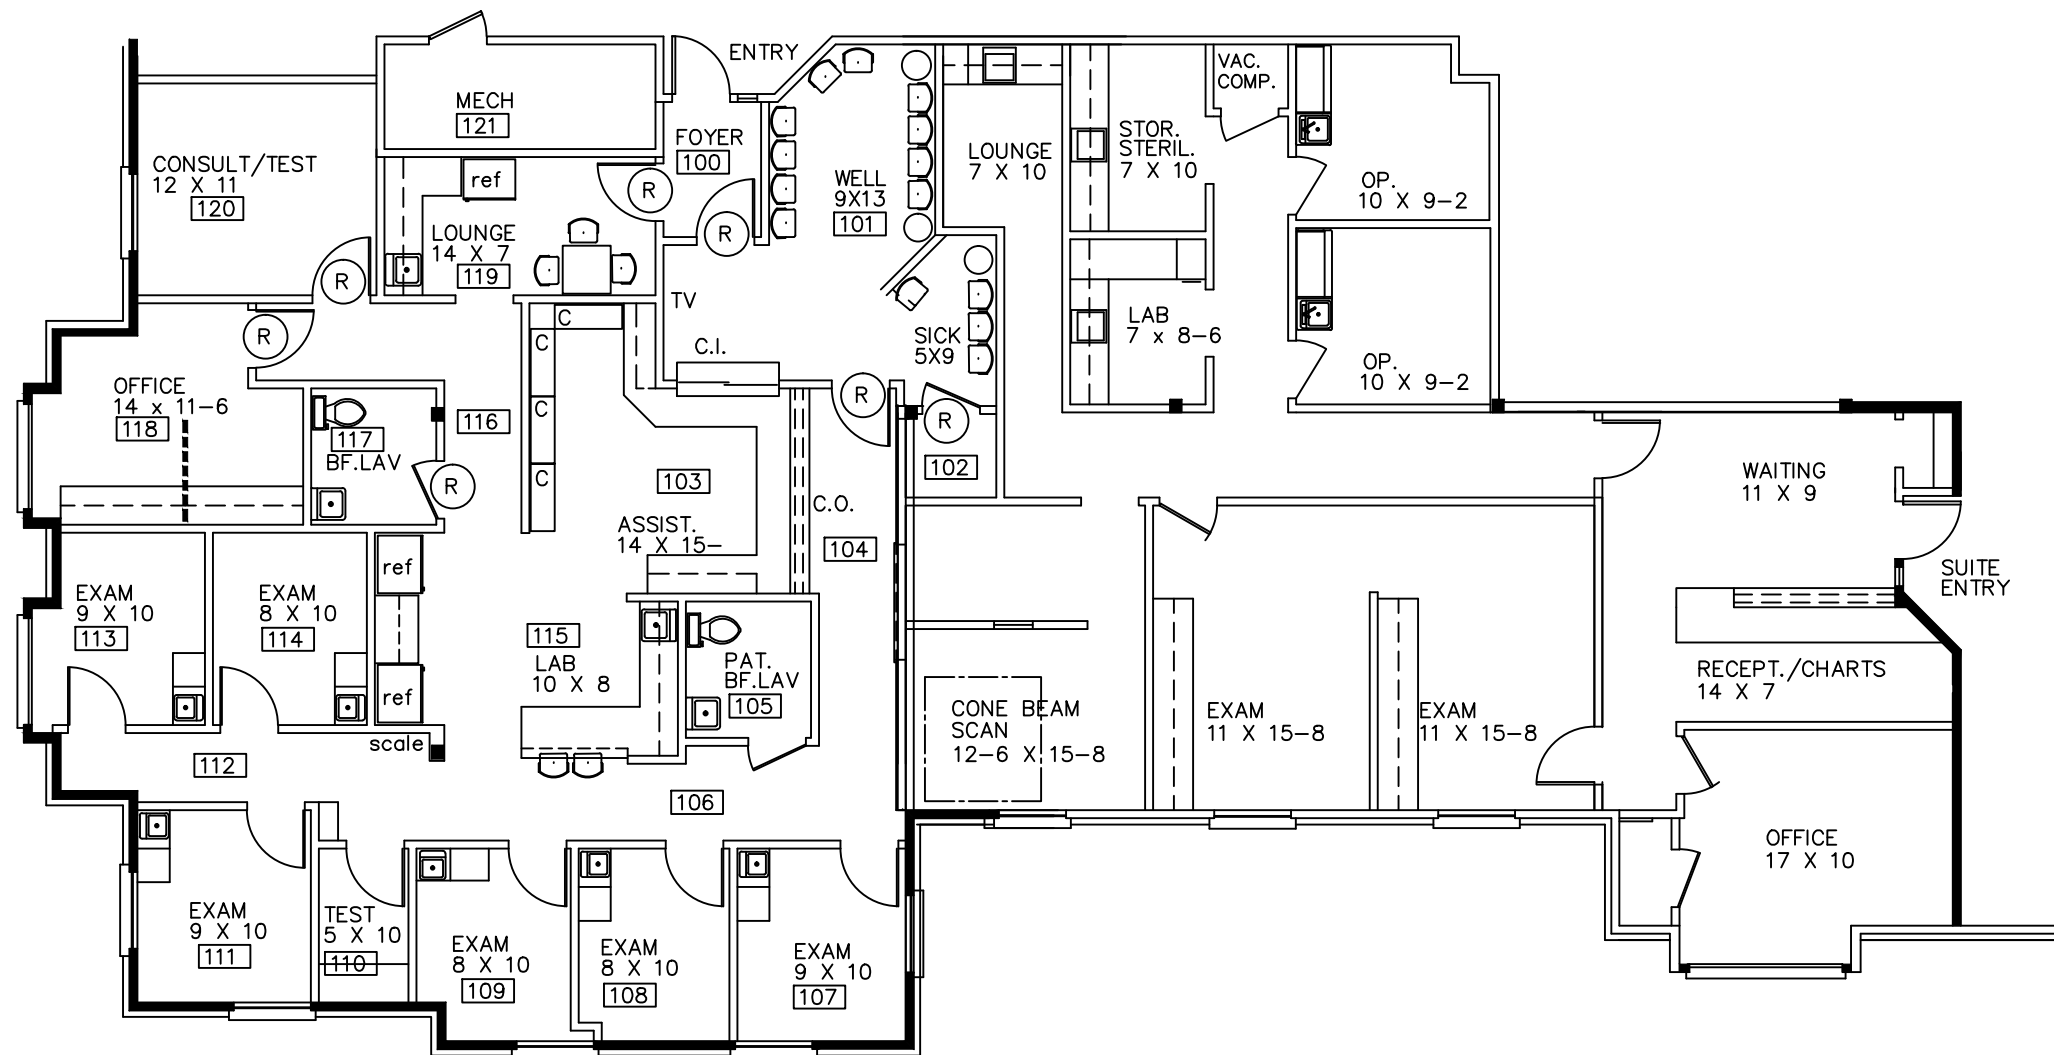 ENTRY
MECH
121
FOYER
100
CONSULT/TEST
12 X 11
120
ref
R
LOUNGE
14 X 7
119
R
R
WELL
9X13
101
LOUNGE
7 X 10
STOR.
STERIL.
7 X 10
VAC.
COMP.
OP.
10 X 9-2
R
TV
C.I.
SICK
5X9
LAB
7 x 8-6
OP.
10 X 9-2
OFFICE
14 x 11-6
118
R
117
BF.LAV
116
R
C
C
C
C
103
ASSIST.
14 X 15-
C.O.
104
R
R
102
WAITING
11 X 9
SUITE
ENTRY
EXAM
9 X 10
113
EXAM
8 X 10
114
ref
ref
scale
115
LAB
10 X 8
PAT.
BF.LAV
105
CONE BEAM
SCAN
12-6 X 15-8
EXAM
11 X 15-8
EXAM
11 X 15-8
RECEPT./CHARTS
14 X 7
112
106
OFFICE
17 X 10
EXAM
9 X 10
111
TEST
5 X 10
110
EXAM
8 X 10
109
EXAM
8 X 10
108
EXAM
9 X 10
107